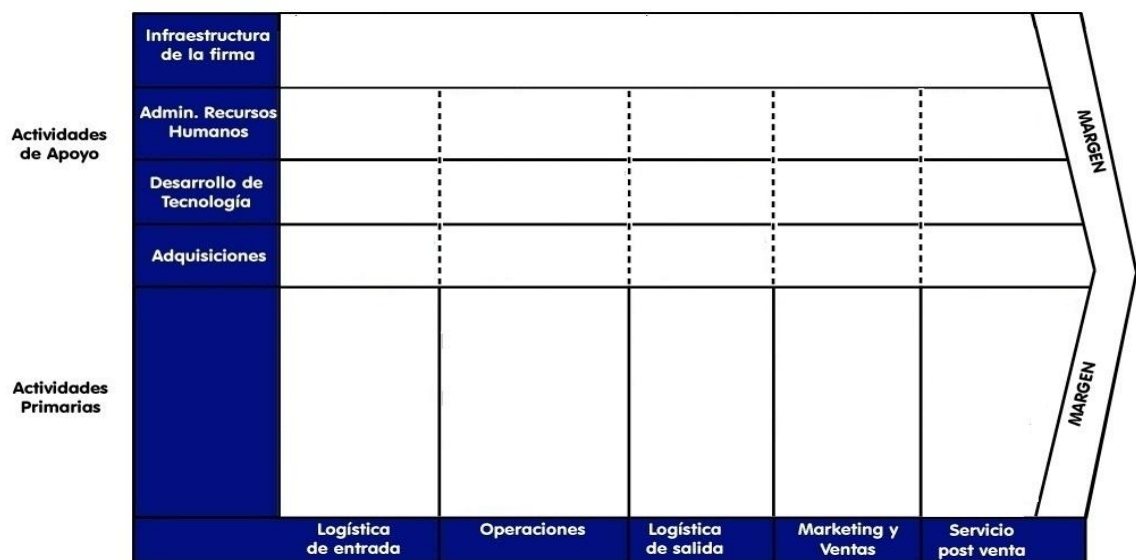 Infraestructura
de la firma
Admin. Recursos
Humanos
Actividades
de Apoyo
Desarrollo de
Tecnología
Adquisiciones
MARGEN
Actividades
Primarias
MARGEN
Logística
de entrada
Operaciones
Logística
de salida
Marketing y
Ventas
Servicio
post venta